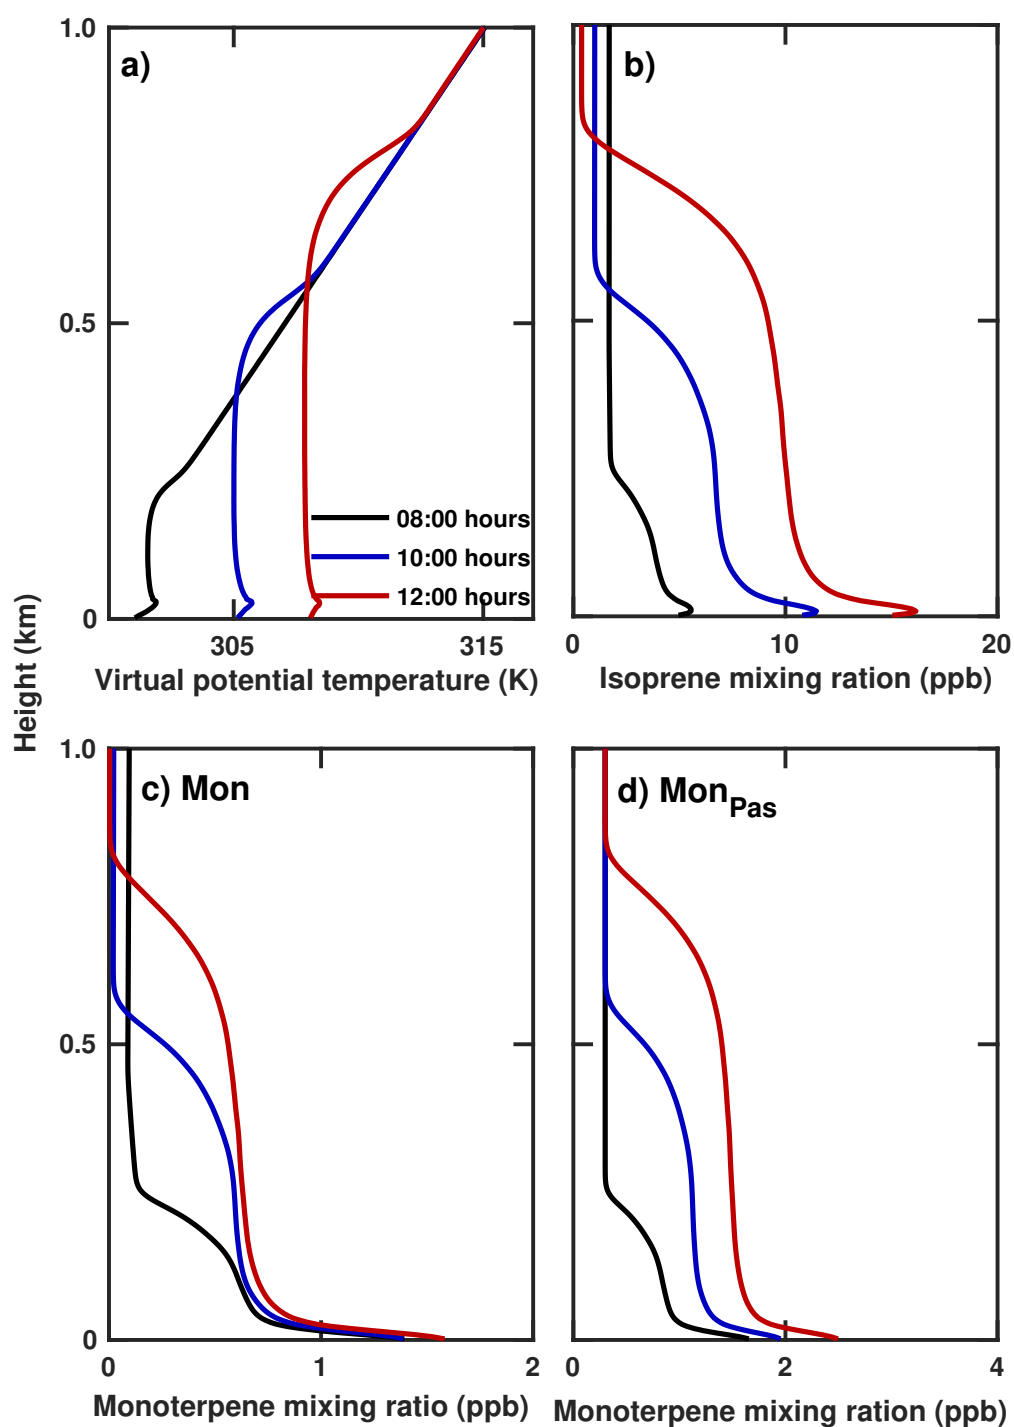 1.0
a)
b)
0.5
08:00 hours
10:00 hours
12:00 hours
0
305
315
0
10
20
Virtual potential temperature (K)
Isoprene mixing ration (ppb)
Height (km)
1.0
c) Mon
d) MonPas
0.5
0
0
1
2
0
2
4
Monoterpene mixing ratio (ppb)
Monoterpene mixing ration (ppb)